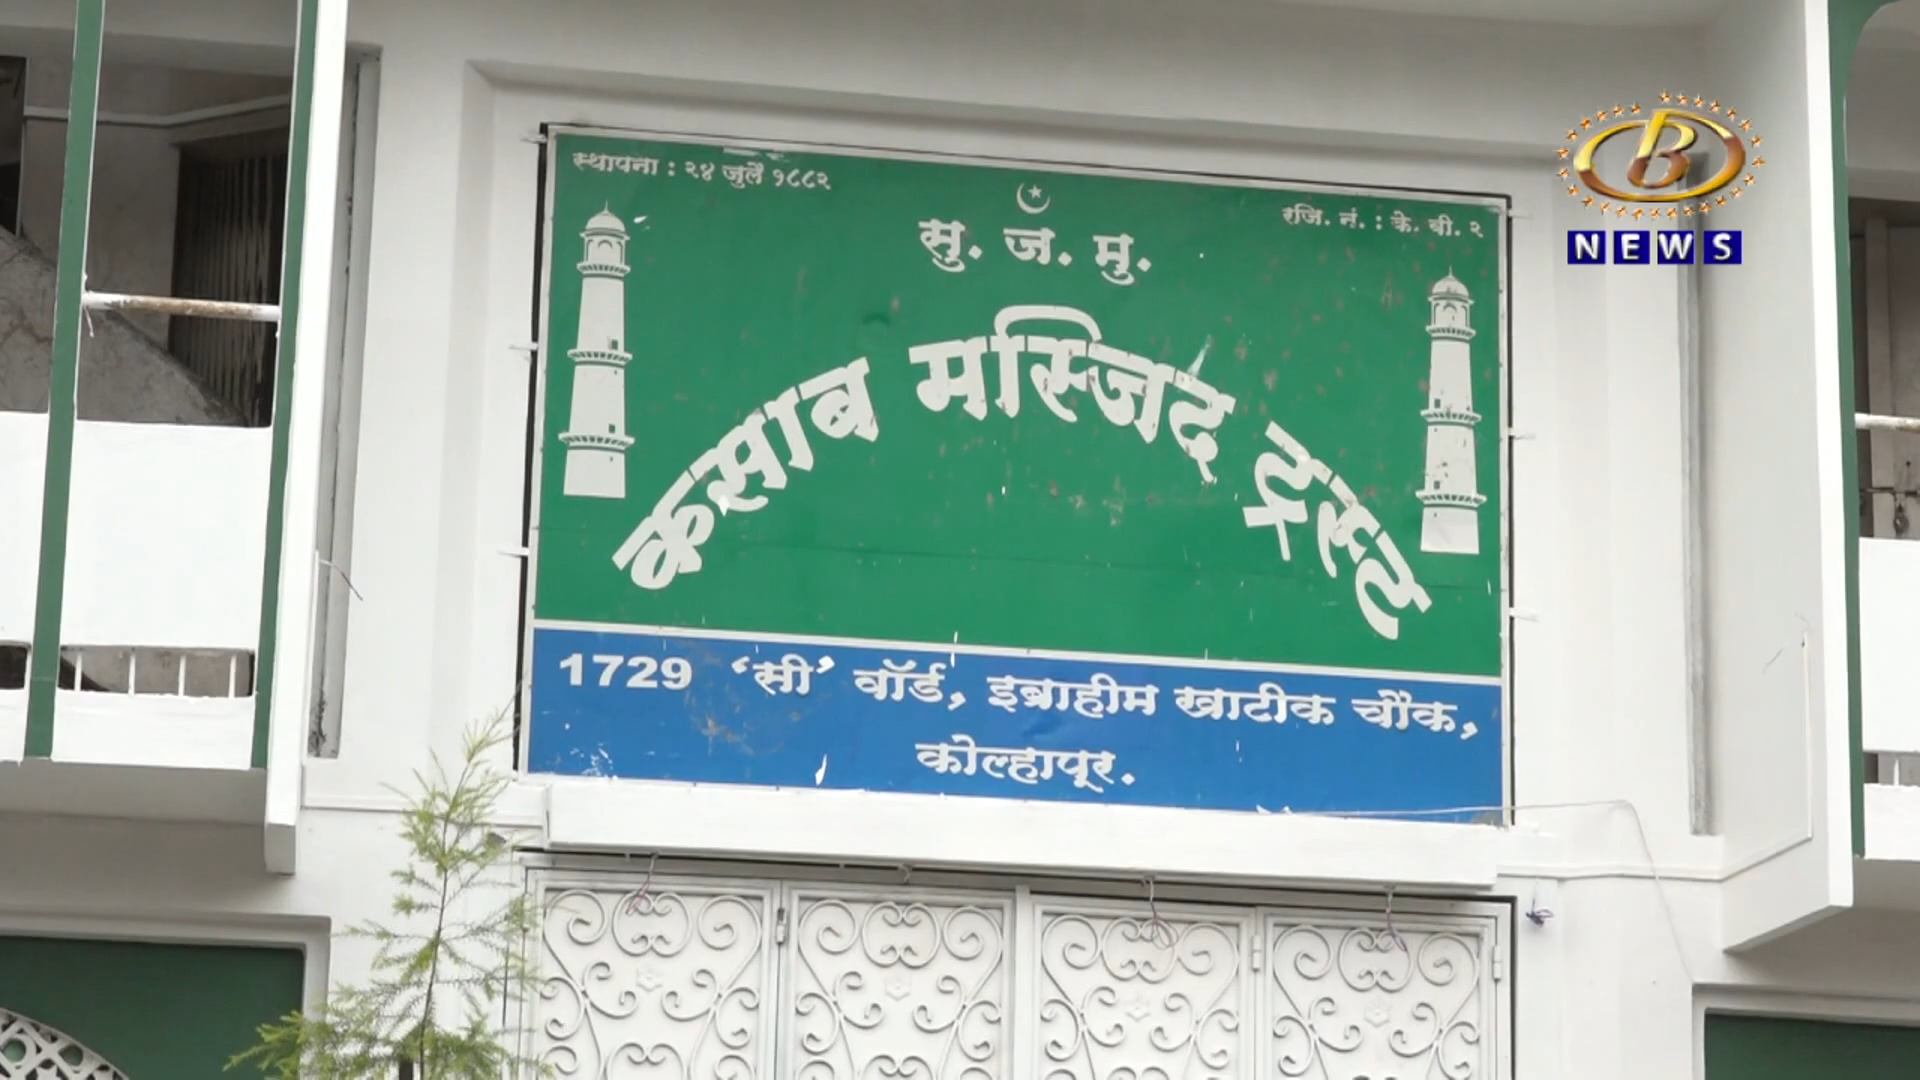 स्थापना : २४ जुलै १८८२
रजि. नं. : के. बी. २
सु. ज. मु.
कसाब मस्जिद ट्रस्ट
1729 ‘सी’ वॉर्ड, इब्राहीम खाटीक चौक,
कोल्हापूर.
B
NEWS